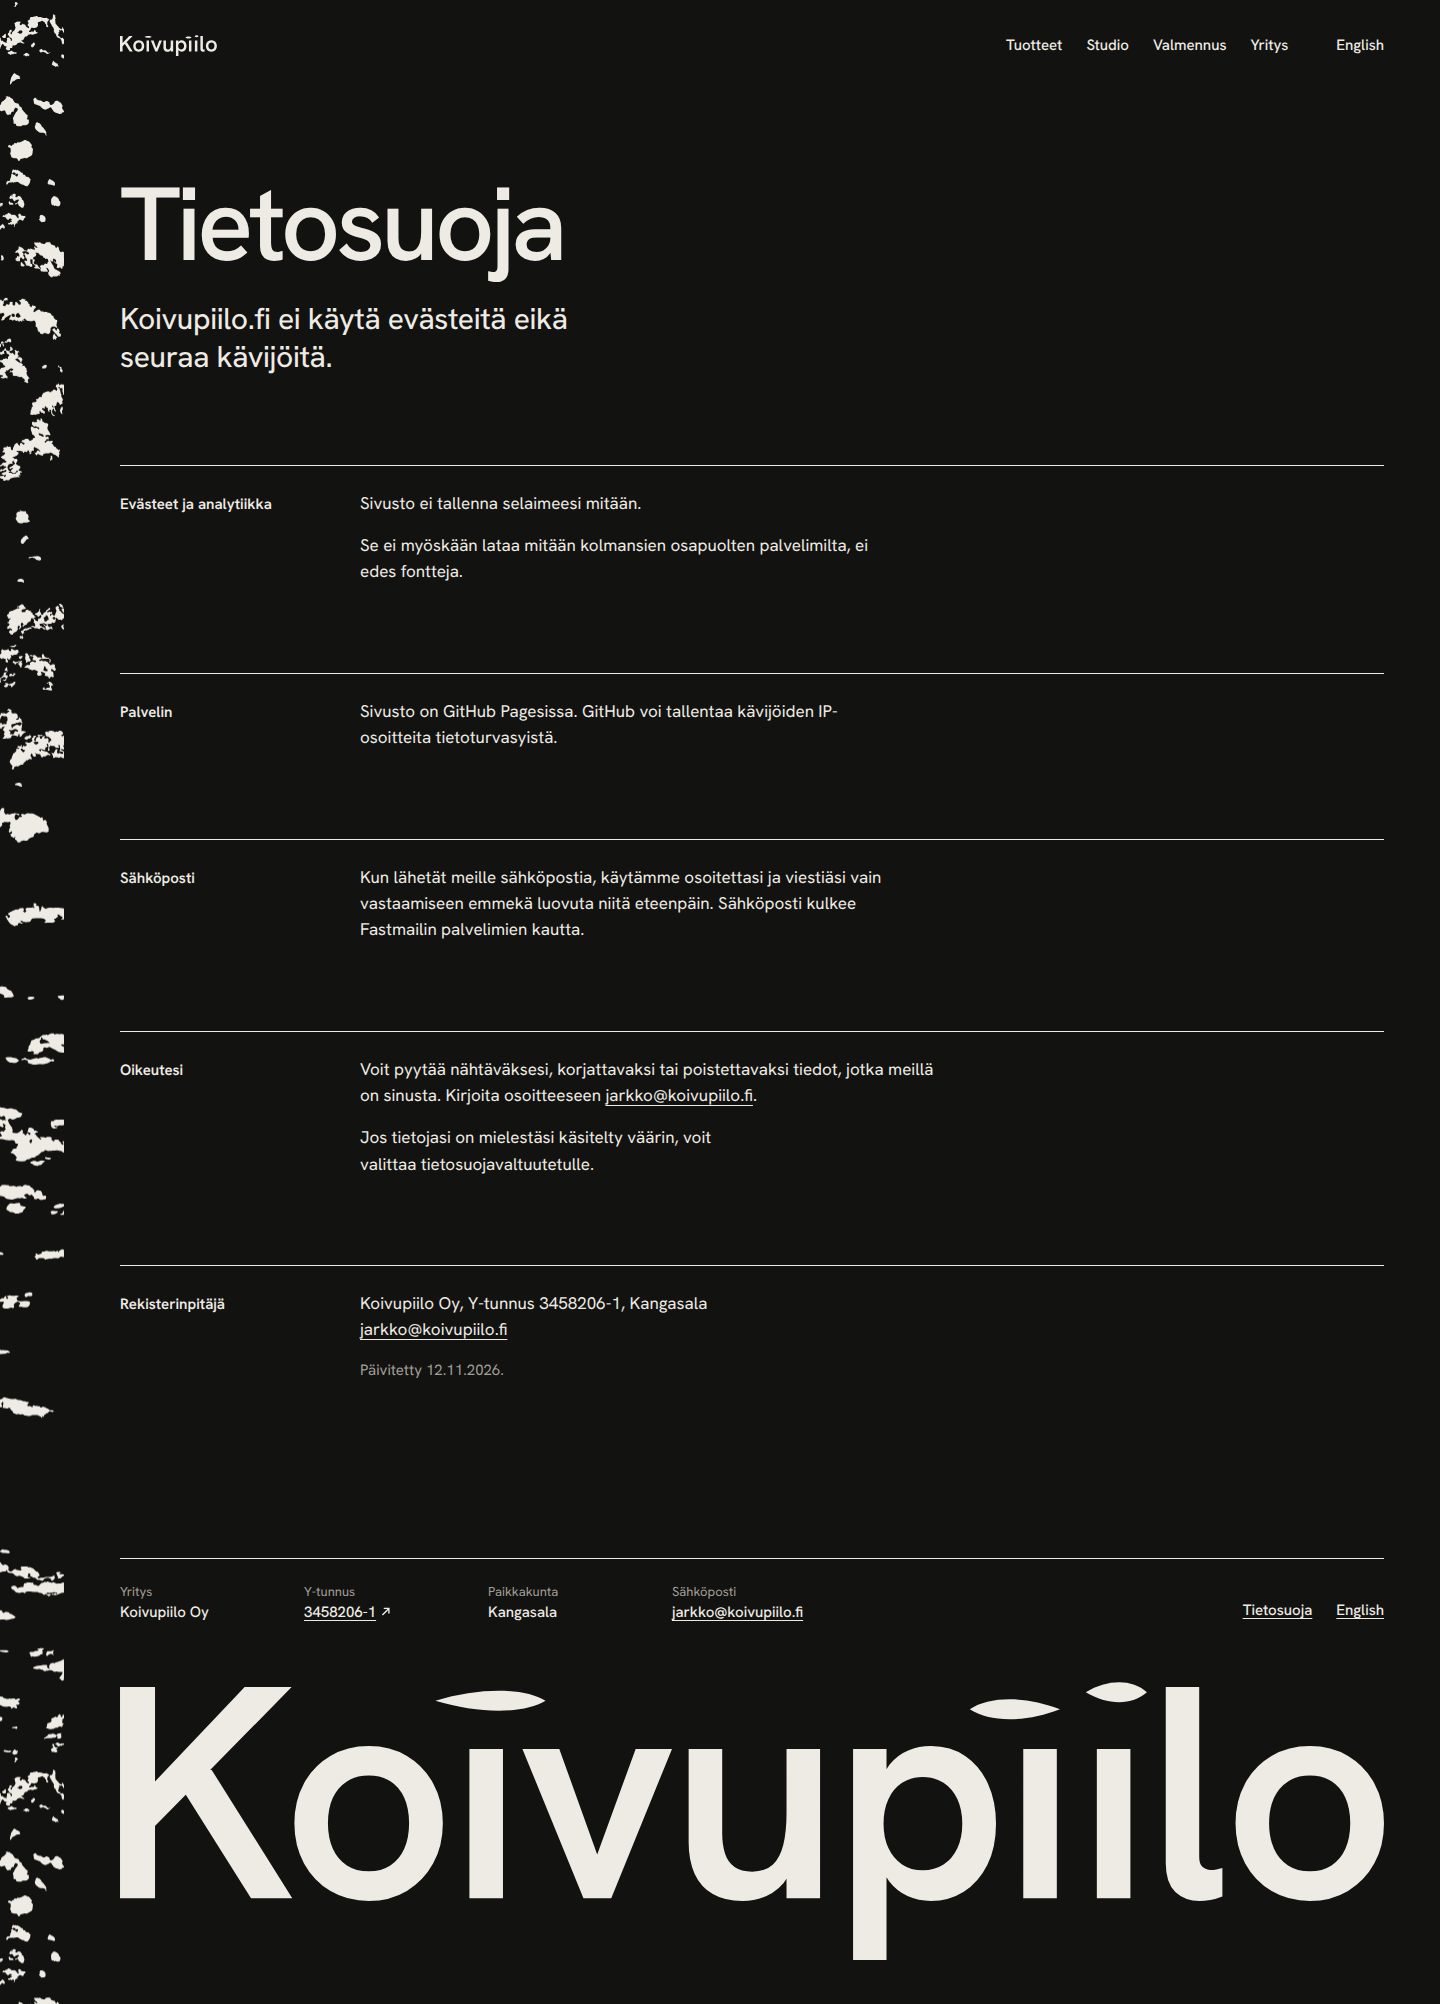 Koivupiilo
Tuotteet Studio Valmennus Yritys English
Tietosuoja
Koivupiilo.fi ei käytä evästeitä eikä
seuraa kävijöitä.
Evästeet ja analytiikka
Sivusto ei tallenna selaimeesi mitään.
Se ei myöskään lataa mitään kolmansien osapuolten palvelimilta, ei
edes fontteja.
Palvelin
Sivusto on GitHub Pagesissa. GitHub voi tallentaa kävijöiden IP-
osoitteita tietoturvasyistä.
Sähköposti
Kun lähetät meille sähköpostia, käytämme osoitettasi ja viestiäsi vain
vastaamiseen emmekä luovuta niitä eteenpäin. Sähköposti kulkee
Fastmailin palvelimien kautta.
Oikeutesi
Voit pyytää nähtäväksesi, korjattavaksi tai poistettavaksi tiedot, jotka meillä
on sinusta. Kirjoita osoitteeseen jarkko@koivupiilo.fi.
Jos tietojasi on mielestäsi käsitelty väärin, voit
valittaa tietosuojavaltuutetulle.
Rekisterinpitäjä
Koivupiilo Oy, Y-tunnus 3458206-1, Kangasala
jarkko@koivupiilo.fi
Päivitetty 12.11.2026.
Yritys
Koivupiilo Oy
Y-tunnus
3458206-1 ↗
Paikkakunta
Kangasala
Sähköposti
jarkko@koivupiilo.fi
Tietosuoja English
Koivupiilo